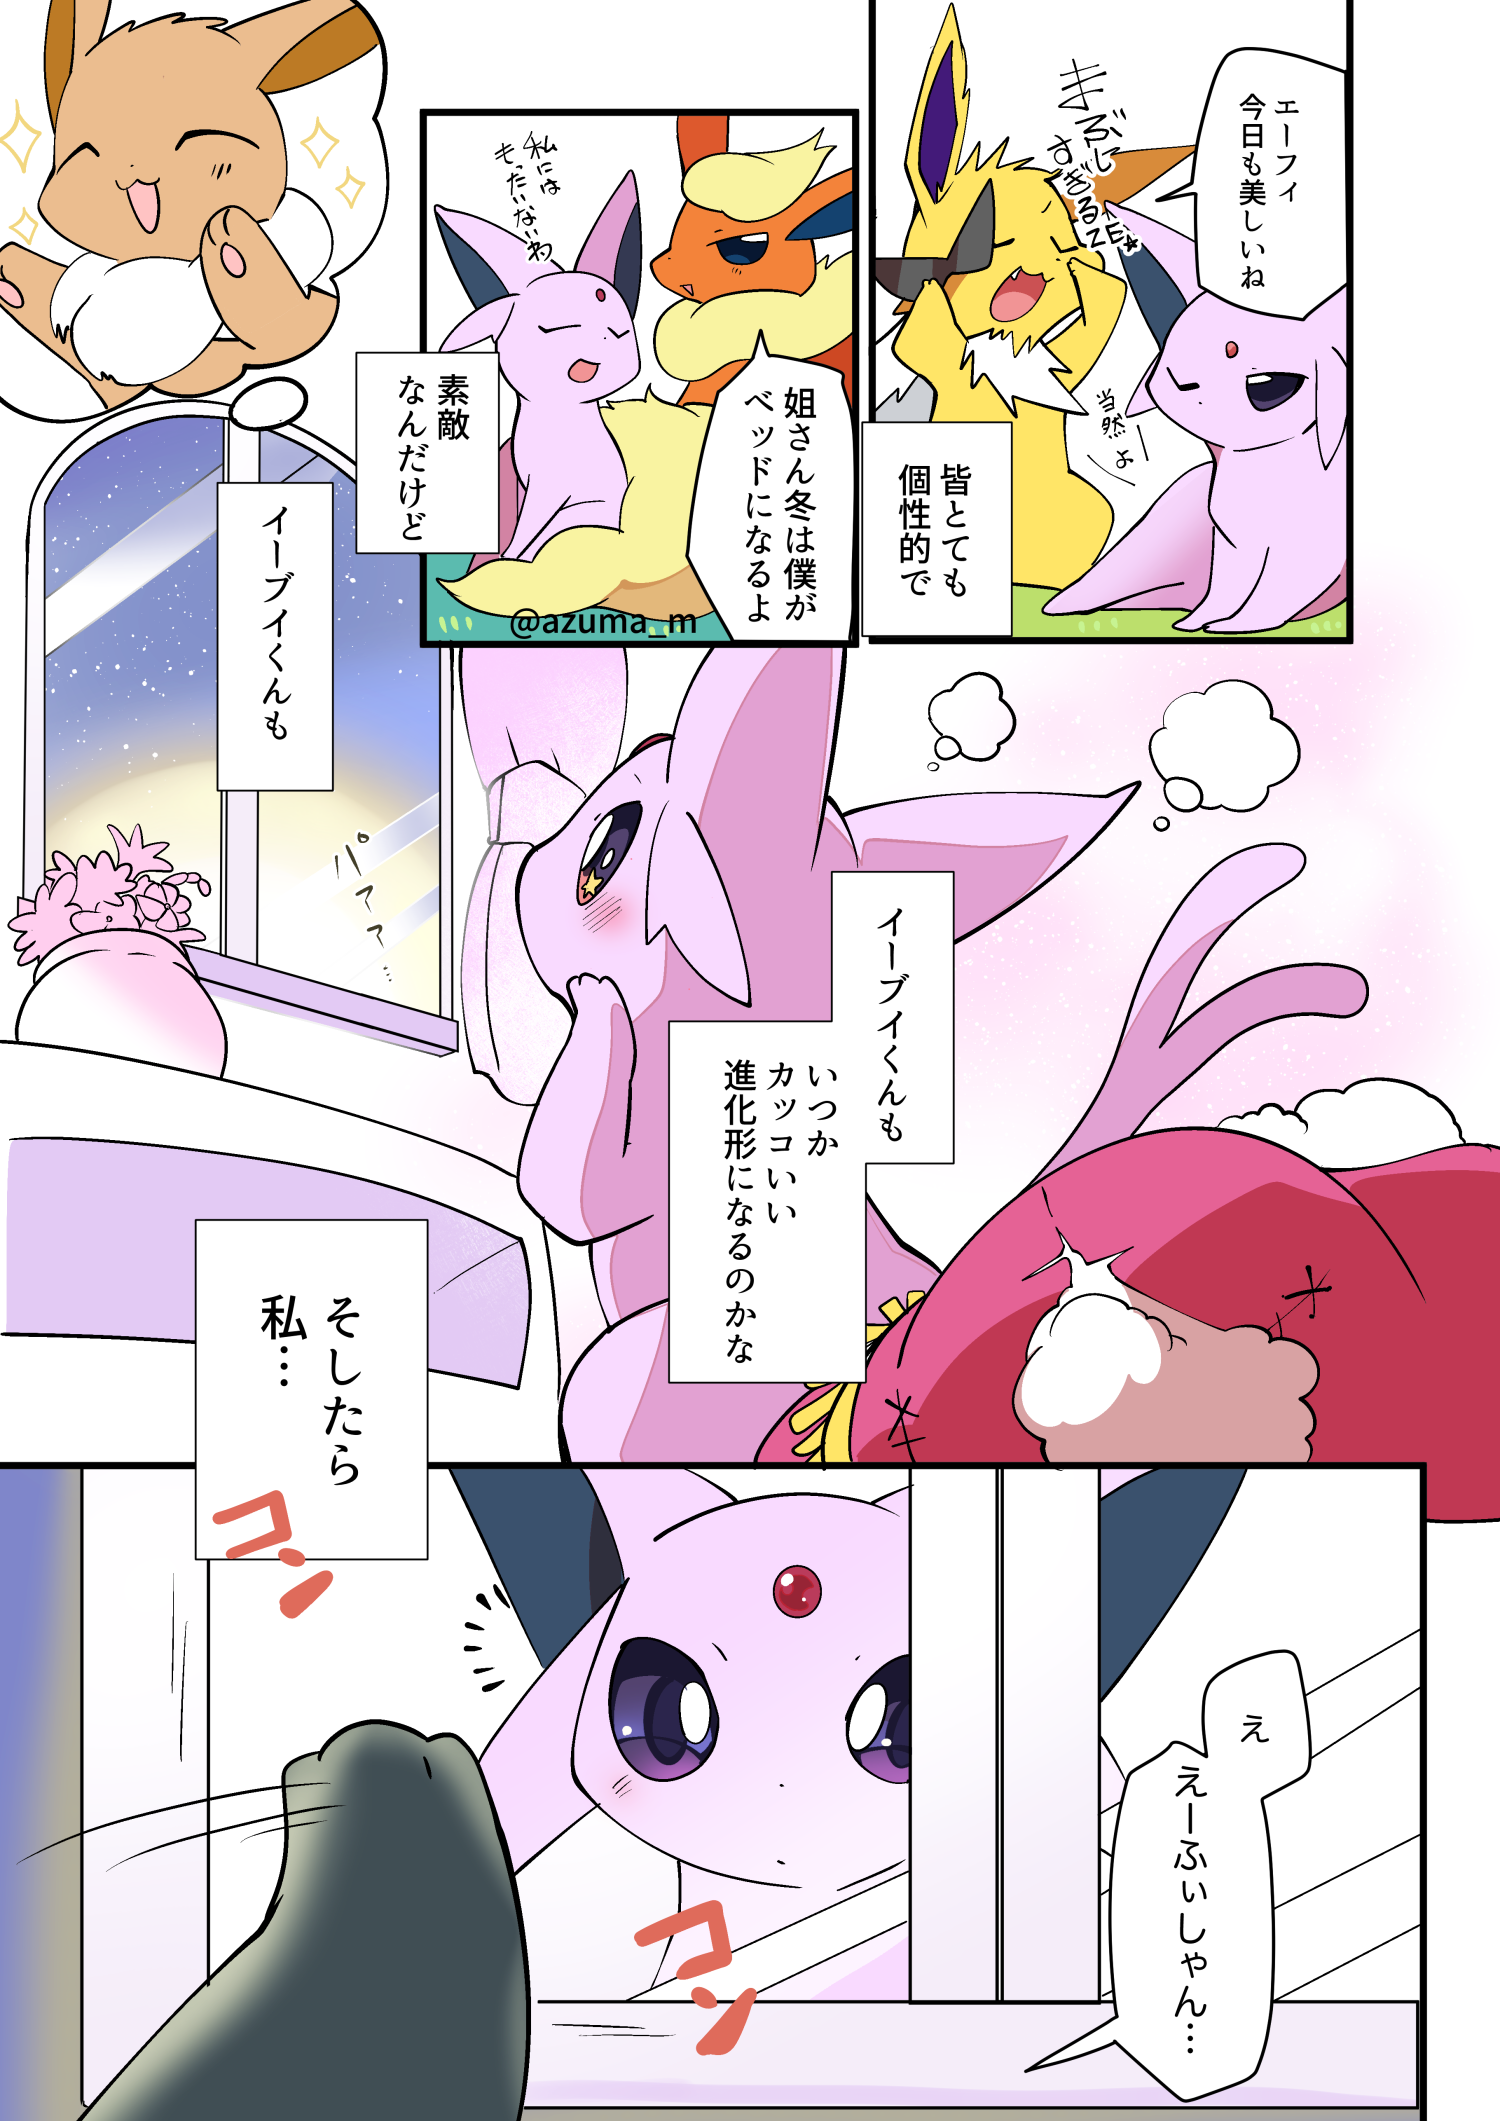 エーフィ
今日も美しいね
まぶし
すぎる
ZE★
当然よー
皆とても
個性的で
私には
もったいないわ
姐さん冬は僕が
ベッドになるよ
素敵
なんだけど
@azuma_m
イーブイくんも
パァァ…
イーブイくんも
いつか
カッコいい
進化形になるのかな
そしたら
私…
コン
コン
え
えーふぃしゃん…